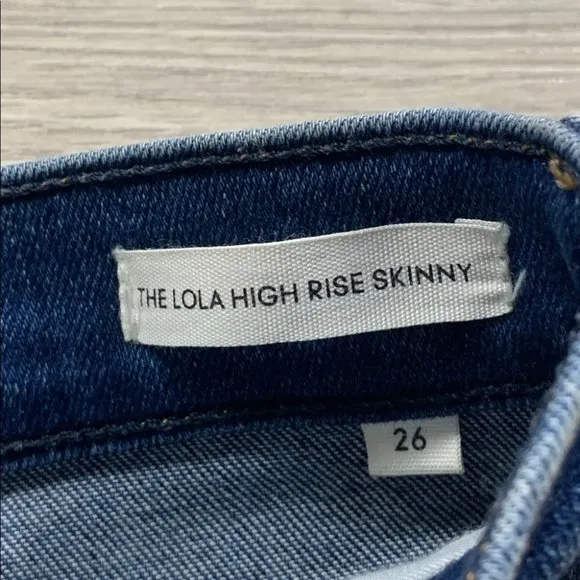 THE LOLA HIGH RISE SKINNY
26